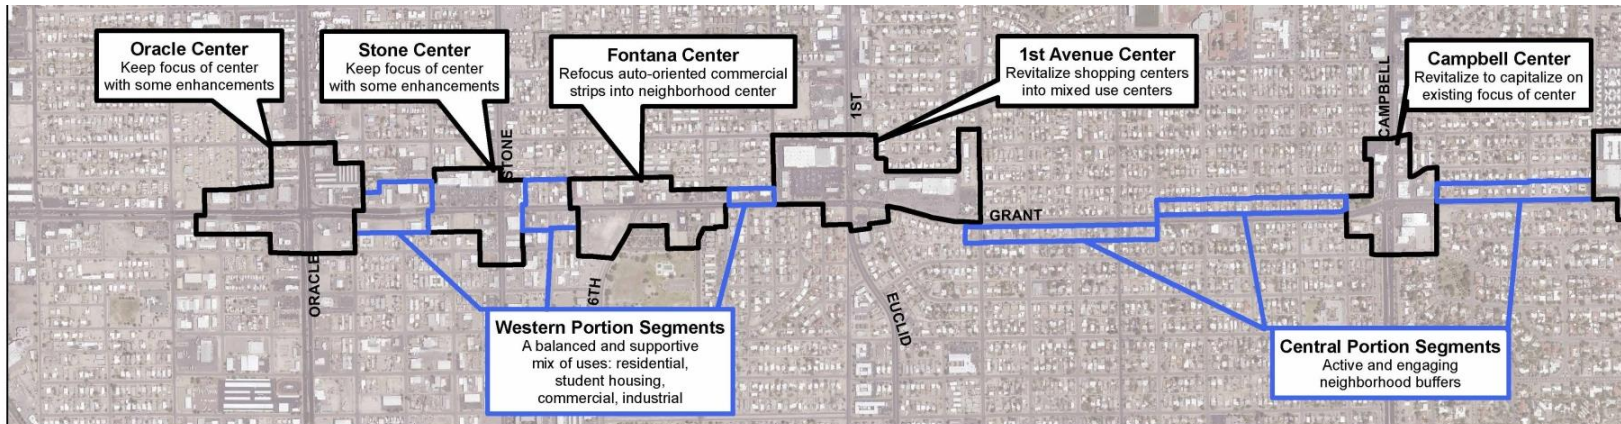 Oracle Center
Keep focus of center
with some enhancements
Stone Center
Keep focus of center
with some enhancements
Fontana Center
Refocus auto-oriented commercial
strips into neighborhood center
1st Avenue Center
Revitalize shopping centers
into mixed use centers
Campbell Center
Revitalize to capitalize on
existing focus of center
STONE
1ST
CAMPBELL
GRANT
ORACLE
6TH
EUCLID
Western Portion Segments
A balanced and supportive
mix of uses: residential,
student housing,
commercial, industrial
Central Portion Segments
Active and engaging
neighborhood buffers